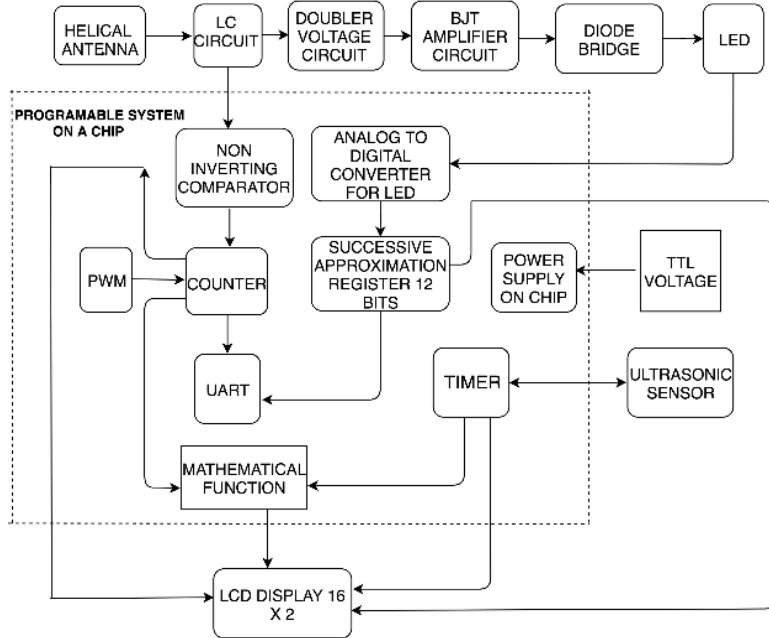 HELICAL
ANTENNA
LC
CIRCUIT
DOUBLER
VOLTAGE
CIRCUIT
BJT
AMPLIFIER
CIRCUIT
DIODE
BRIDGE
LED
PROGRAMABLE SYSTEM
ON A CHIP
NON
INVERTING
COMPARATOR
ANALOG TO
DIGITAL
CONVERTER
FOR LED
PWM
COUNTER
SUCCESSIVE
APPROXIMATION
REGISTER 12
BITS
POWER
SUPPLY
ON CHIP
TTL
VOLTAGE
UART
TIMER
ULTRASONIC
SENSOR
MATHEMATICAL
FUNCTION
LCD DISPLAY 16
X 2